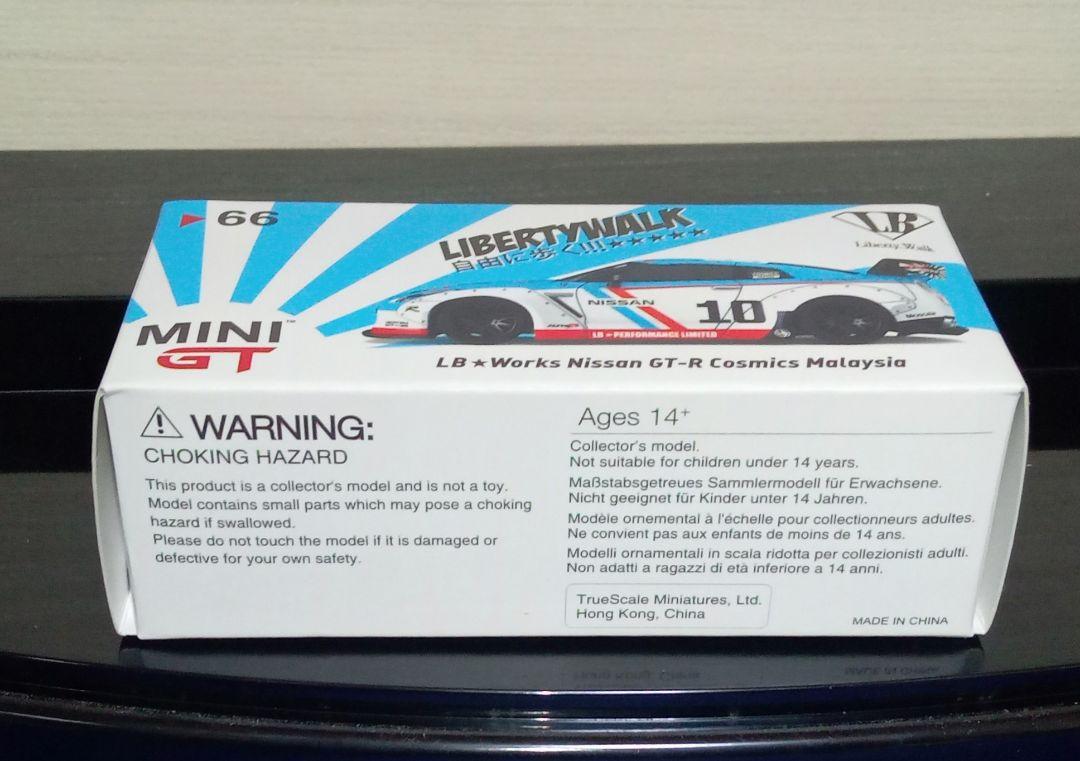 66
LIBERTYWALK
自由に歩く!!!★★★★★
LB
Liberty Walk
MINI™
GT
NISSAN
10
LB★PERFORMANCE LIMITED
LB★Works Nissan GT-R Cosmics Malaysia
WARNING:
CHOKING HAZARD
This product is a collector's model and is not a toy.
Model contains small parts which may pose a choking
hazard if swallowed.
Please do not touch the model if it is damaged or
defective for your own safety.
Ages 14+
Collector's model.
Not suitable for children under 14 years.
Maßstabsgetreues Sammlermodell für Erwachsene.
Nicht geeignet für Kinder unter 14 Jahren.
Modèle ornemental à l'échelle pour collectionneurs adultes.
Ne convient pas aux enfants de moins de 14 ans.
Modelli ornamentali in scala ridotta per collezionisti adulti.
Non adatti a ragazzi di età inferiore a 14 anni.
TrueScale Miniatures, Ltd.
Hong Kong, China
MADE IN CHINA